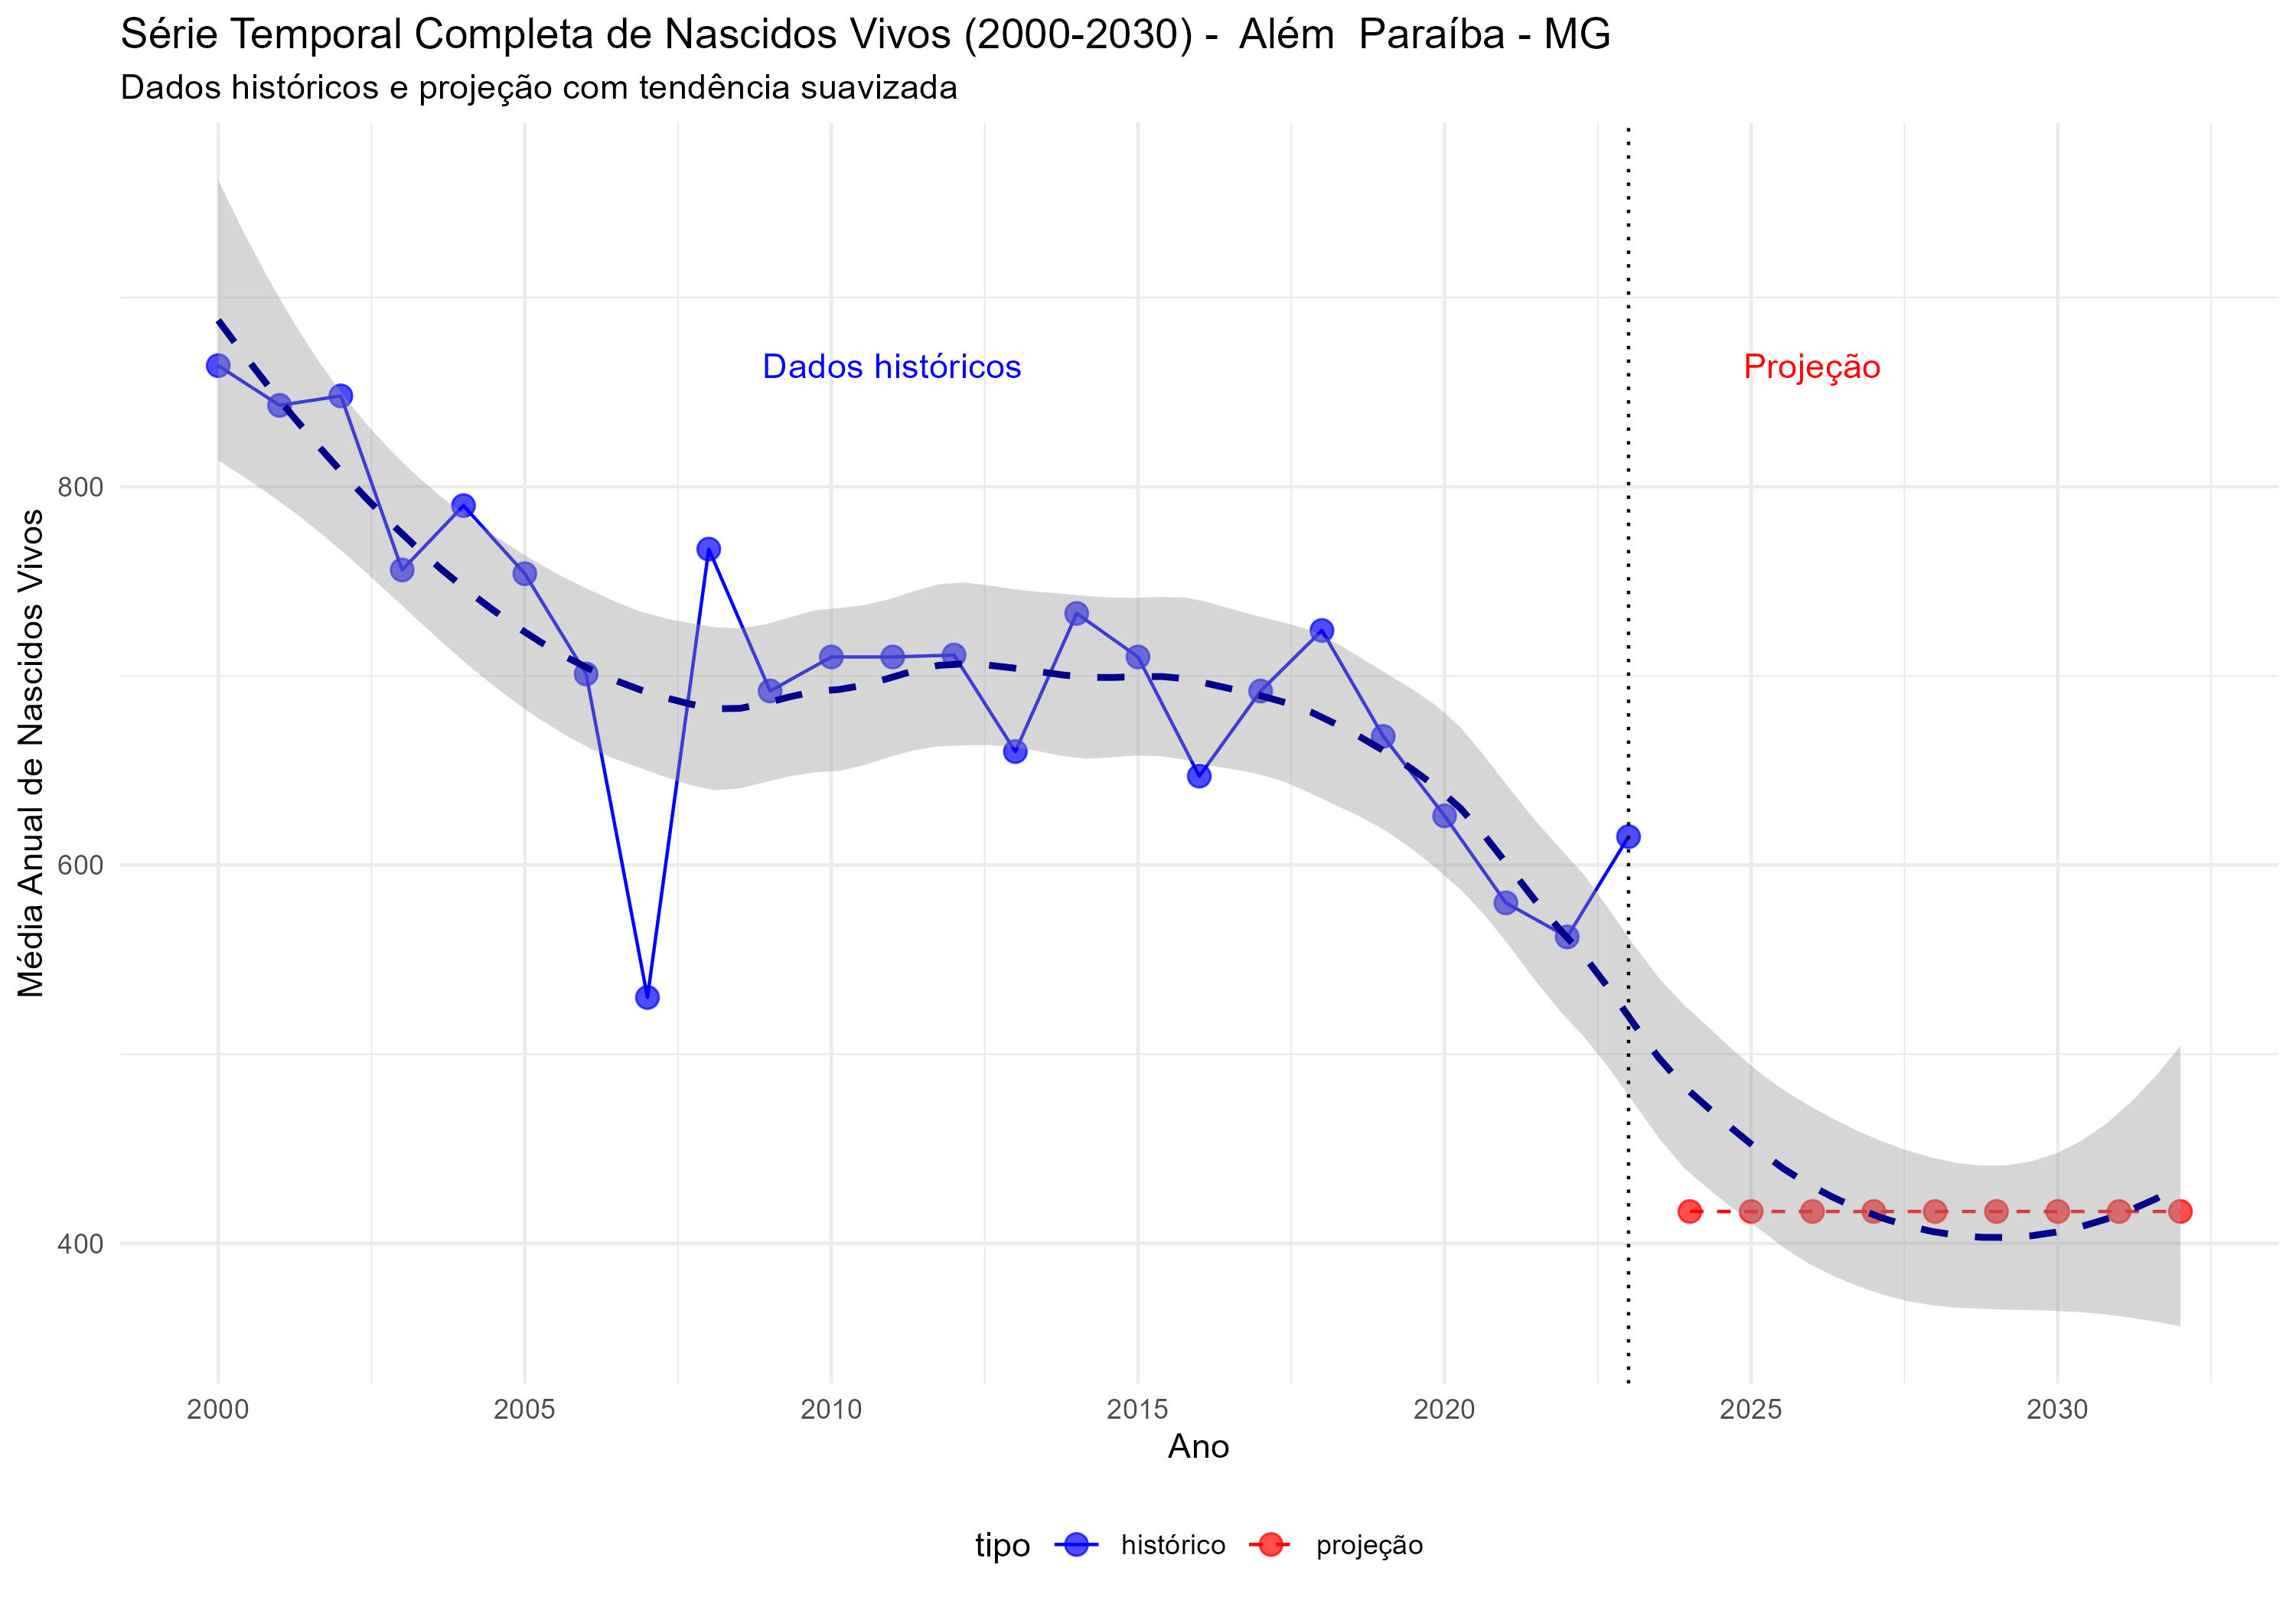 Série Temporal Completa de Nascidos Vivos (2000-2030) -  Além  Paraíba - MG
Dados históricos e projeção com tendência suavizada
Média Anual de Nascidos Vivos
800
600
400
Dados históricos
Projeção
2000 2005 2010 2015 2020 2025 2030
Ano
tipo histórico projeção